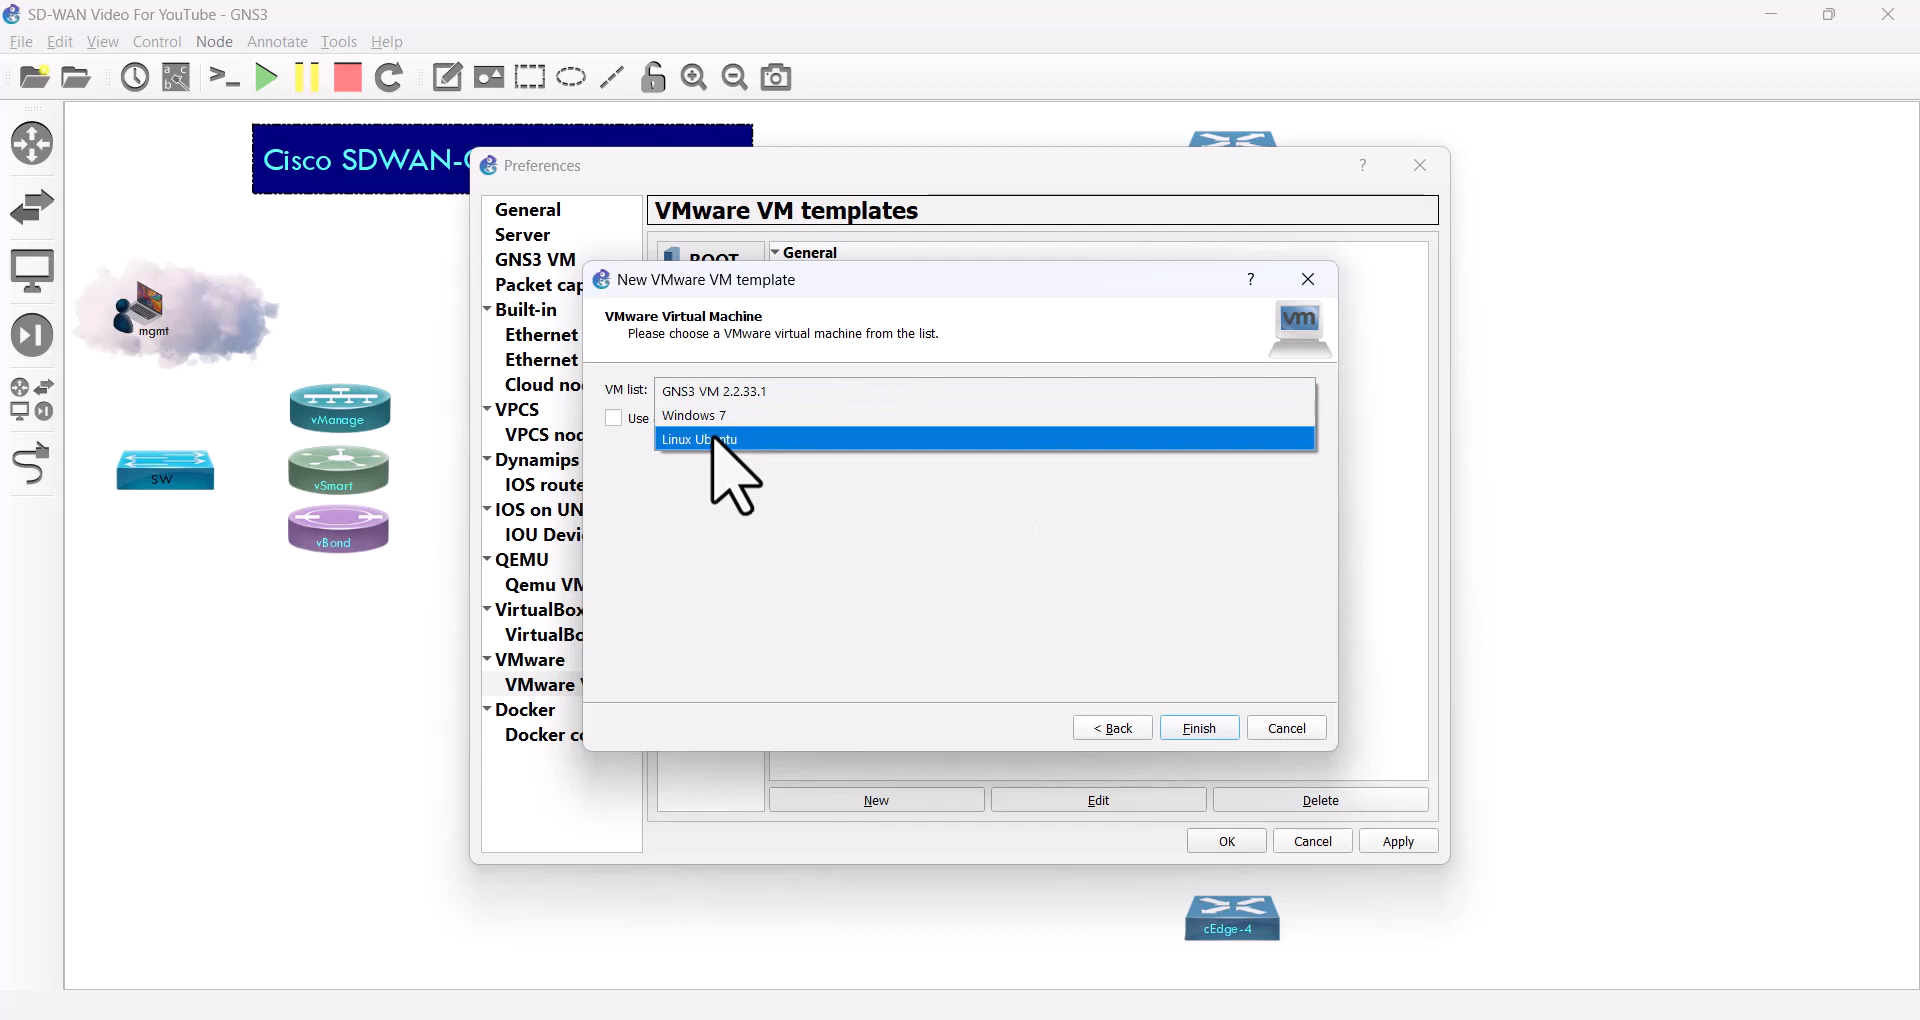 SD-WAN Video For YouTube - GNS3
File Edit View Control Node Annotate Tools Help
Cisco SDWAN-
Preferences
?
General
Server
GNS3 VM
Packet cap
Built-in
Ethernet
Ethernet
Cloud no
VPCS
VPCS no
Dynamips
IOS route
IOS on UN
IOU Devi
QEMU
Qemu VM
VirtualBox
VirtualBo
VMware
VMware
Docker
Docker co
VMware VM templates
General
New VMware VM template
?
VMware Virtual Machine
Please choose a VMware virtual machine from the list.
vm
VM list:
GNS3 VM 2.2.33.1
Use
Windows 7
Linux Ubuntu
< Back Finish Cancel
New Edit Delete
OK Cancel Apply
mgmt
vManage
SW
vSmart
vBond
cEdge-4